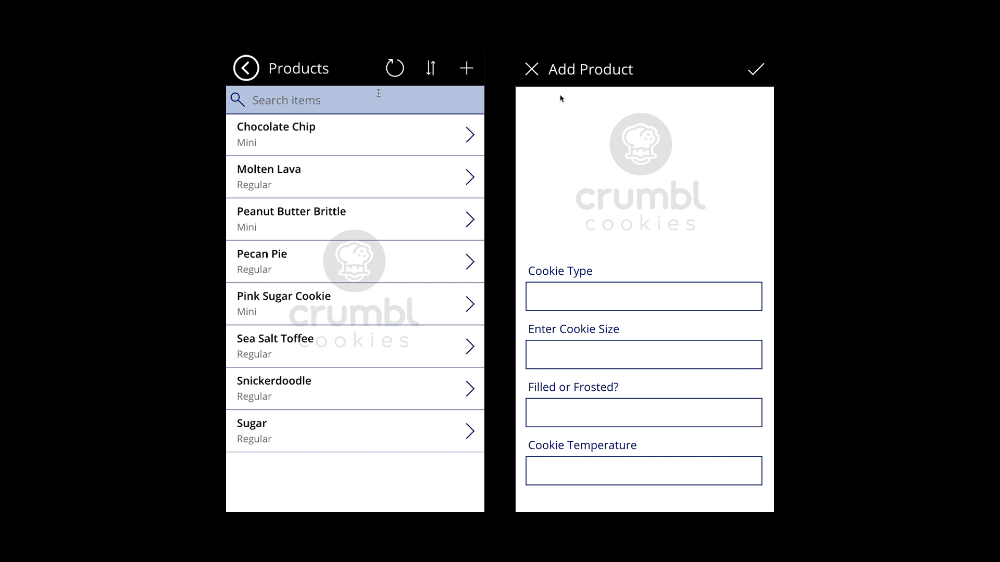 Products
Search items
Chocolate Chip
Mini
Molten Lava
Regular
Peanut Butter Brittle
Mini
Pecan Pie
Regular
Pink Sugar Cookie
Mini
Sea Salt Toffee
Regular
Snickerdoodle
Regular
Sugar
Regular
crumbl
cookies
Add Product
crumbl
cookies
Cookie Type
Enter Cookie Size
Filled or Frosted?
Cookie Temperature